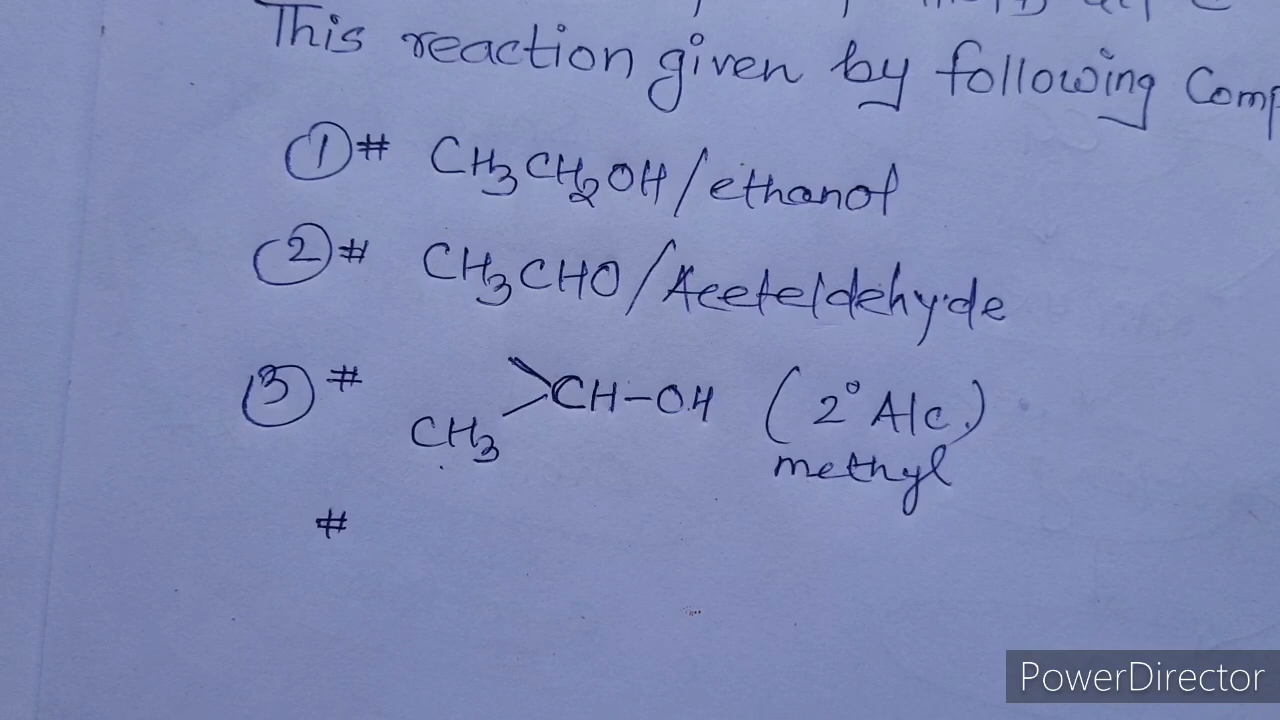 This reaction given by following Comp
① # CH3CH2OH/ethanol
② # CH3CHO/Aceteldehyde
③ # >CH-OH (2° Alc.)
CH3 methyl
#
PowerDirector